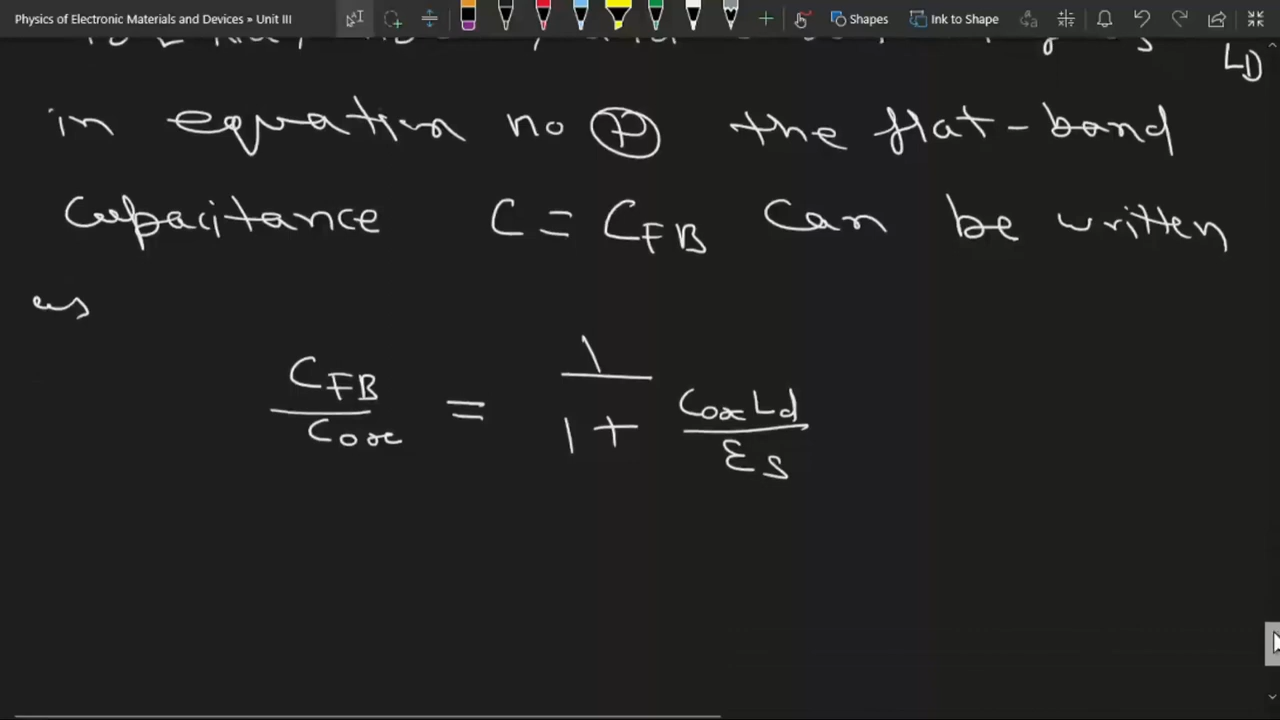 Physics of Electronic Materials and Devices » Unit III
Shapes
Ink to Shape
LD
in equation no P the flat-band
capacitance C = CFB can be written
as
CFB/Cox = 1/(1 + CoxLd/εs)